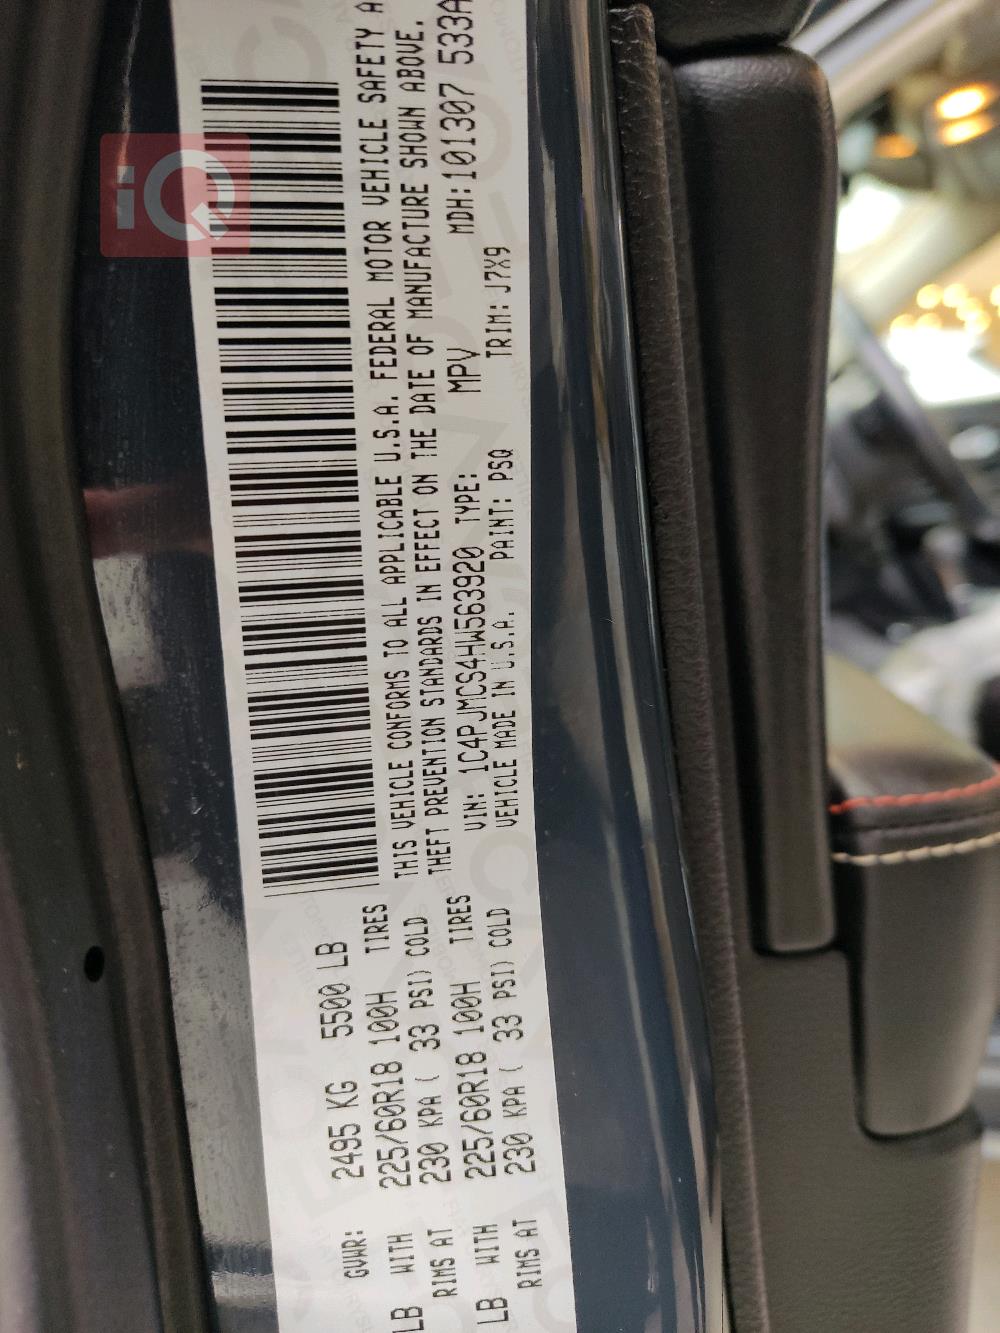 iQ
GVWR: 2495 KG 5500 LB
LB WITH 225/60R18 100H TIRES
RIMS AT 230 KPA ( 33 PSI) COLD
LB WITH 225/60R18 100H TIRES
RIMS AT 230 KPA ( 33 PSI) COLD
THIS VEHICLE CONFORMS TO ALL APPLICABLE U.S.A. FEDERAL MOTOR VEHICLE SAFETY A
THEFT PREVENTION STANDARDS IN EFFECT ON THE DATE OF MANUFACTURE SHOWN ABOVE.
VIN: 1C4PJMCS4HW563920 TYPE: MPV MDH:101307 533A
VEHICLE MADE IN U.S.A. PAINT: PSQ TRIM: J7X9